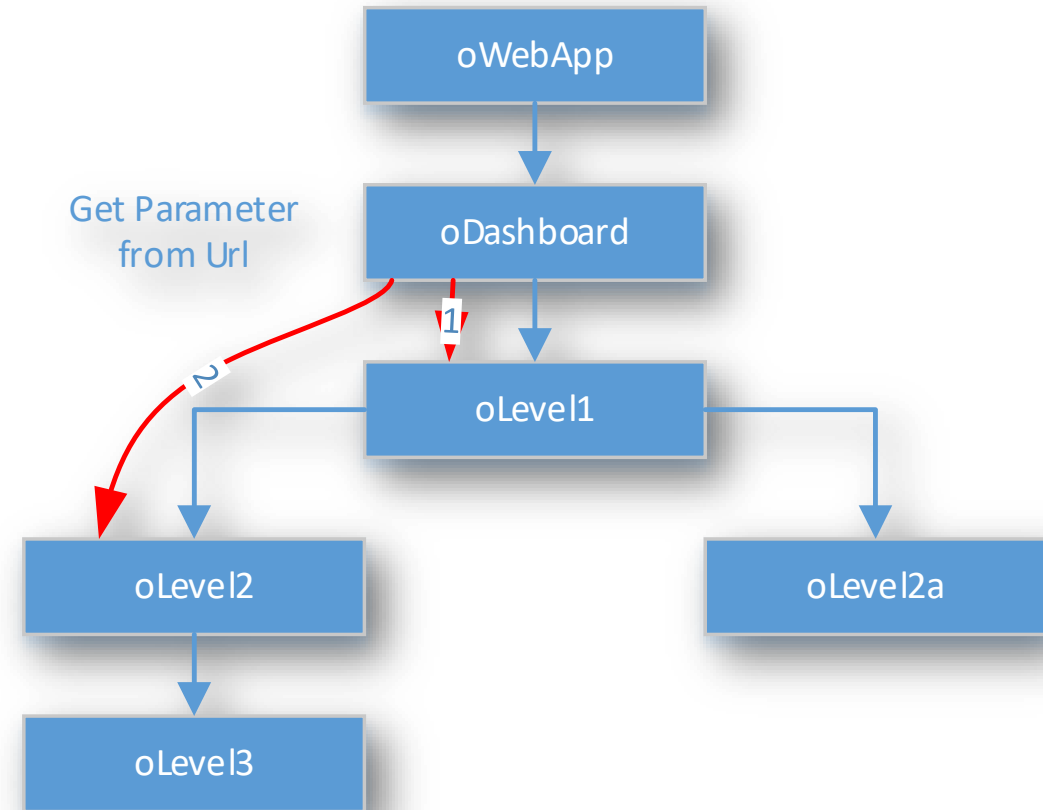 oWebApp
Get Parameter
from Url
oDashboard
1
2
oLevel1
oLevel2
oLevel2a
oLevel3